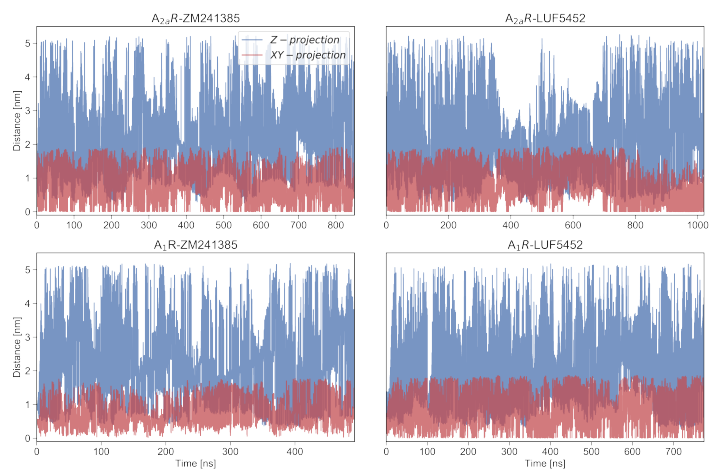 A2aR-ZM241385
A2aR-LUF5452
Z – projection
XY – projection
Distance [nm]
5
4
3
2
1
0
0 100 200 300 400 500 600 700 800
0 200 400 600 800 1000
A1R-ZM241385
A1R-LUF5452
Distance [nm]
5
4
3
2
1
0
0 100 200 300 400
0 100 200 300 400 500 600 700
Time [ns]
Time [ns]